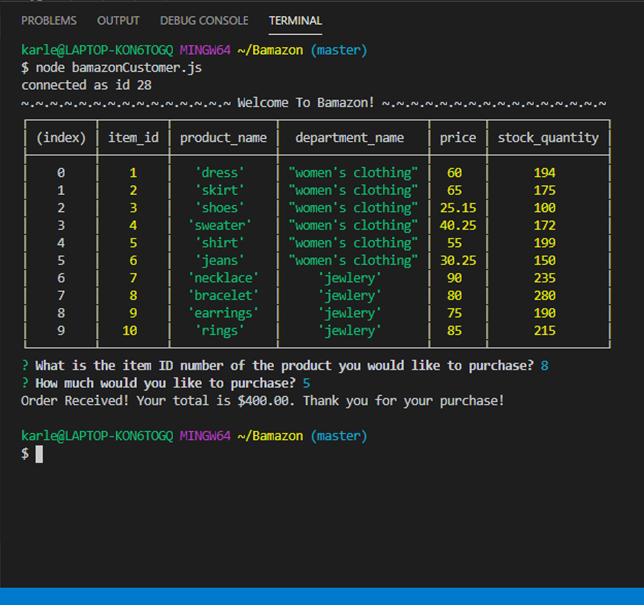 PROBLEMS OUTPUT DEBUG CONSOLE TERMINAL
karle@LAPTOP-KON6TOGQ MINGW64 ~/Bamazon (master)
$ node bamazonCustomer.js
connected as id 28
~.~.~.~.~.~.~.~.~.~.~.~.~.~.~ Welcome To Bamazon! ~.~.~.~.~.~.~.~.~.~.~.~.~.~.~.~
(index) item_id product_name department_name price stock_quantity
0 1 'dress' "women's clothing" 60 194
1 2 'skirt' "women's clothing" 65 175
2 3 'shoes' "women's clothing" 25.15 100
3 4 'sweater' "women's clothing" 40.25 172
4 5 'shirt' "women's clothing" 55 199
5 6 'jeans' "women's clothing" 30.25 150
6 7 'necklace' 'jewlery' 90 235
7 8 'bracelet' 'jewlery' 80 280
8 9 'earrings' 'jewlery' 75 190
9 10 'rings' 'jewlery' 85 215
? What is the item ID number of the product you would like to purchase? 8
? How much would you like to purchase? 5
Order Received! Your total is $400.00. Thank you for your purchase!
karle@LAPTOP-KON6TOGQ MINGW64 ~/Bamazon (master)
$